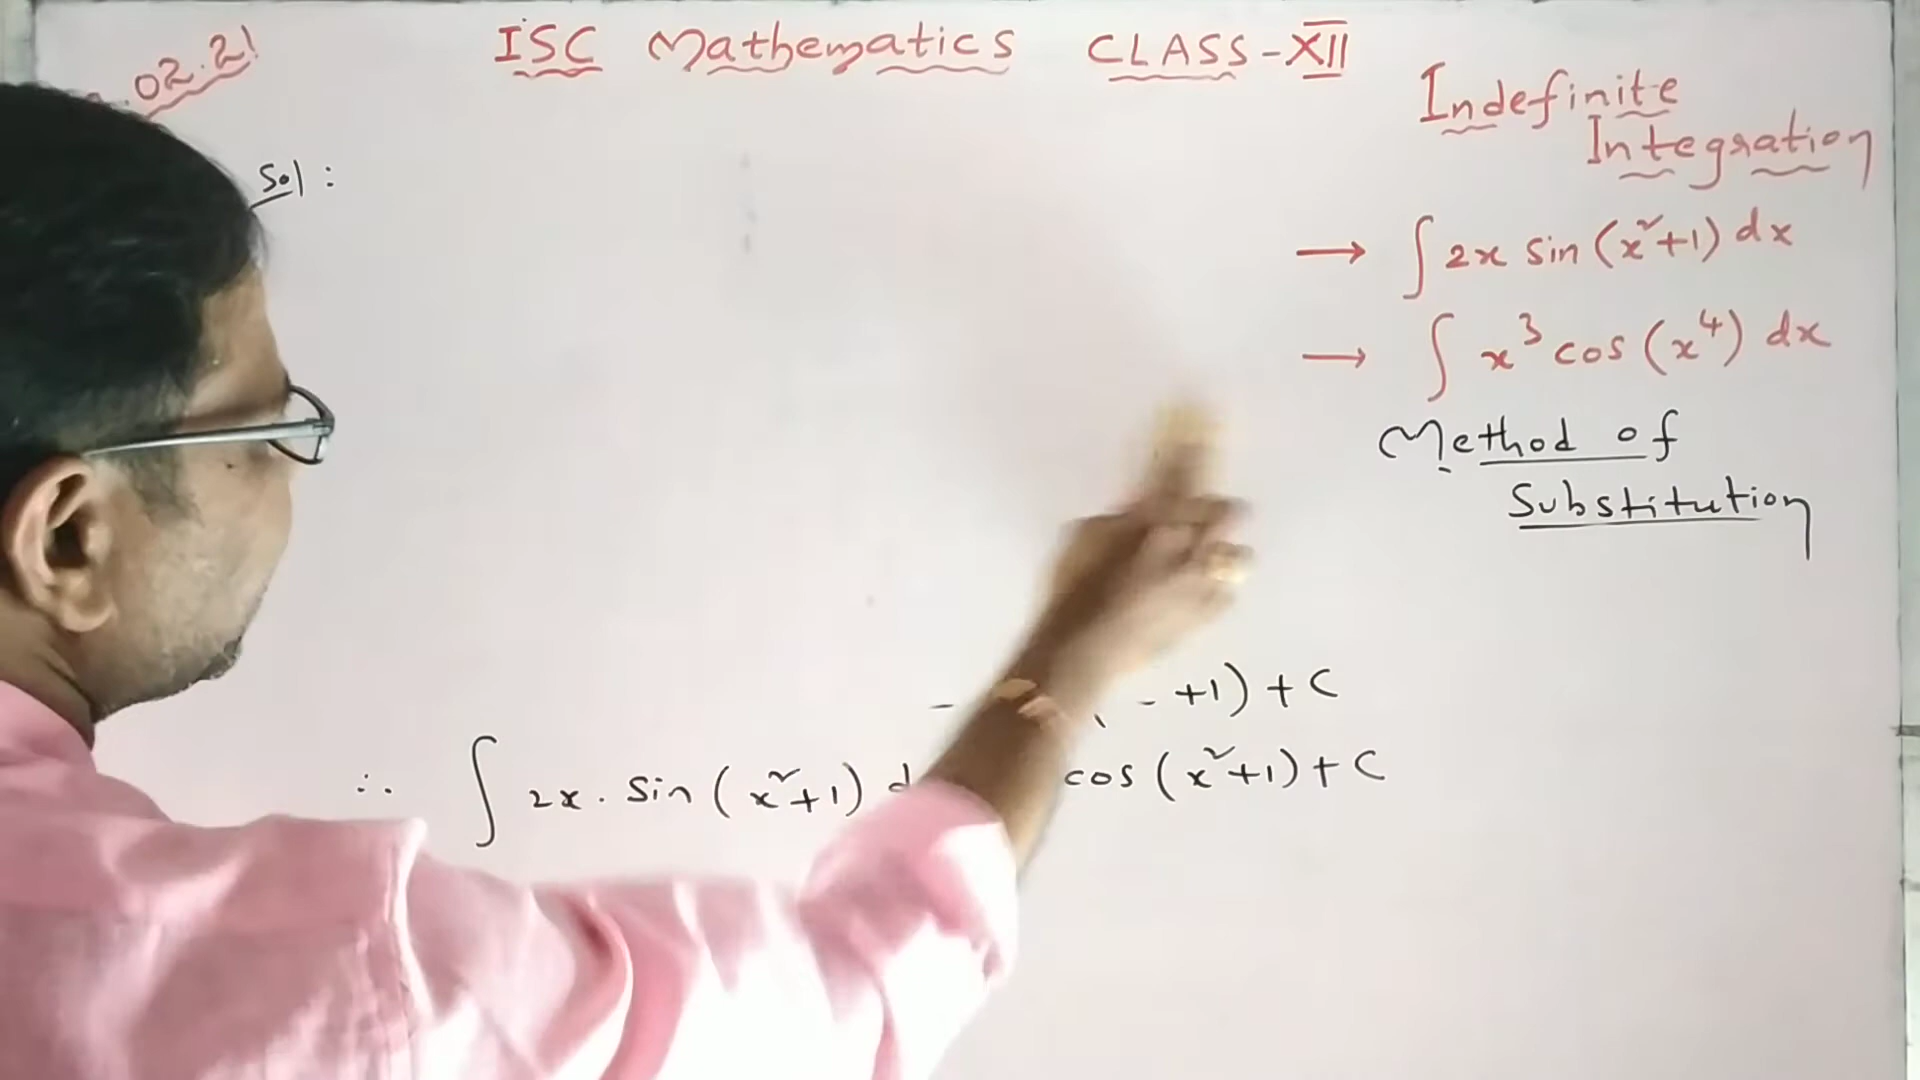 .02.21
ISC Mathematics CLASS-XII
Indefinite
Integration
Sol :
→ ∫ 2x sin (x²+1) dx
→ ∫ x³ cos (x⁴) dx
Method of
Substitution
+1) + C
∴ ∫ 2x . sin (x²+1) d cos (x²+1) + C